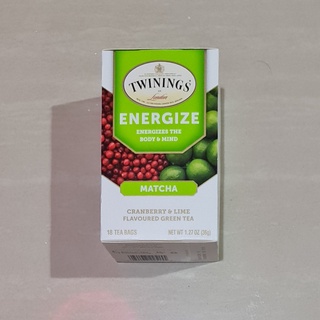 TWININGS
of
London
ENERGIZE
ENERGIZES THE
BODY & MIND
MATCHA
CRANBERRY & LIME
FLAVOURED GREEN TEA
18 TEA BAGS
NET WT 1.27 OZ (36g)